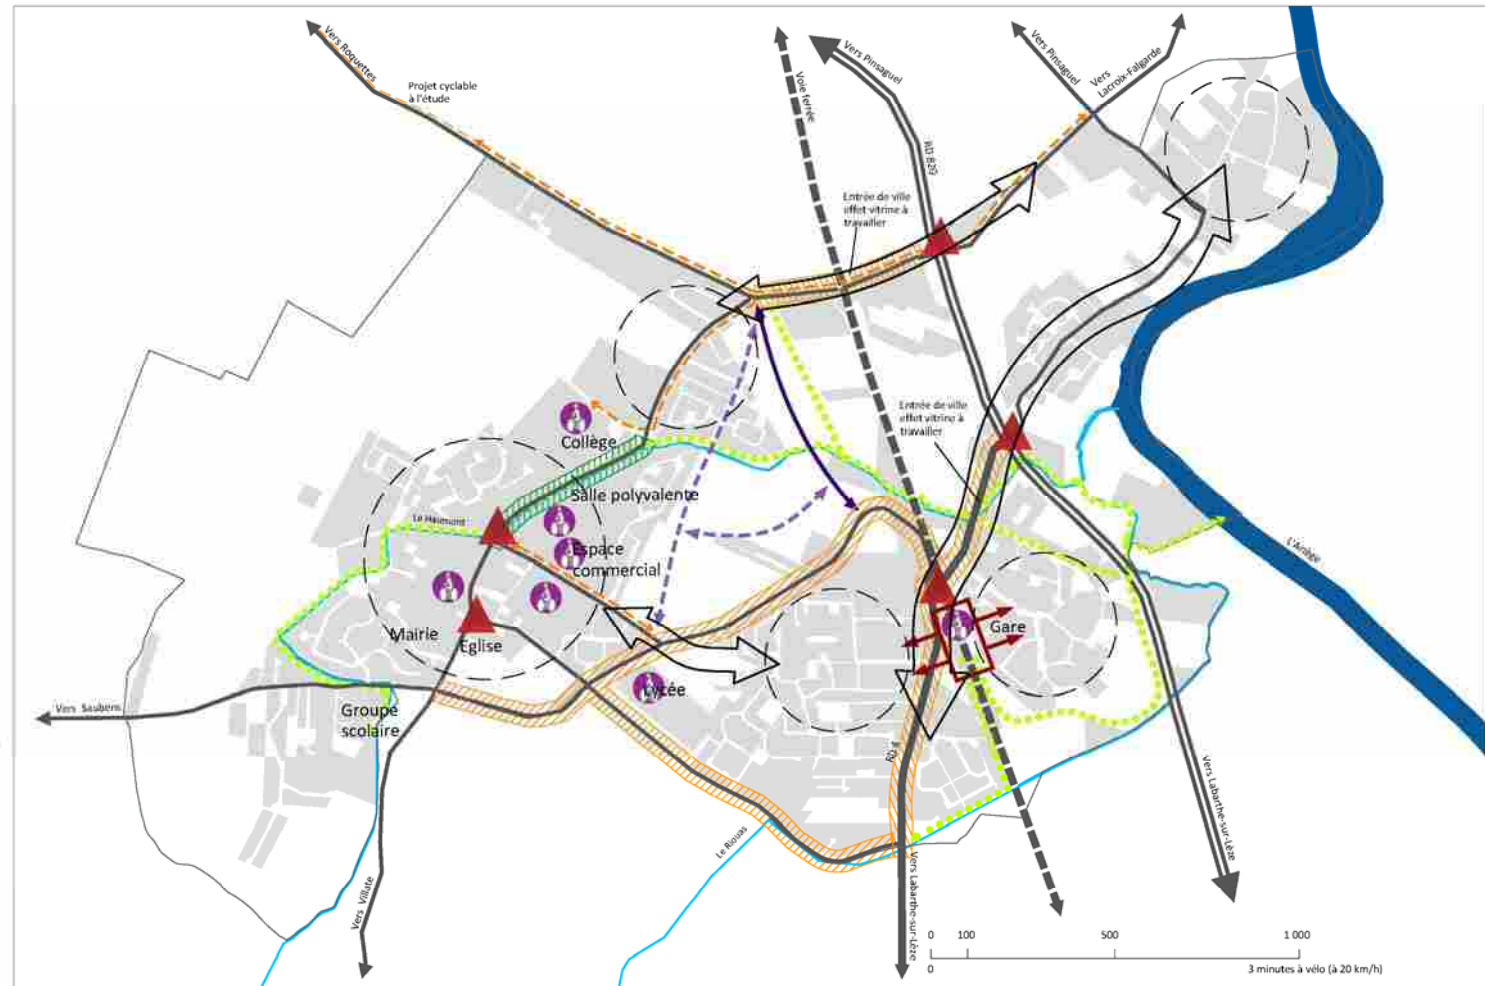 Vers Roquettes
Projet cyclable
à l'étude
Voie ferrée
Vers Pinsaguel
RD 820
Vers Pinsaguel
Vers
Lacroix-Falgarde
Entrée de ville
effet vitrine à
travailler
Entrée de ville
effet vitrine à
travailler
Collège
Salle polyvalente
Le Haumont
Espace
commercial
Mairie
Eglise
Gare
Lycée
Groupe
scolaire
Vers Saubens
L'Ariège
RD 4
Le Riouas
Vers Villate
Vers Labarthe-sur-Lèze
Vers Labarthe-sur-Lèze
0 100 500 1 000
0 3 minutes à vélo (à 20 km/h)